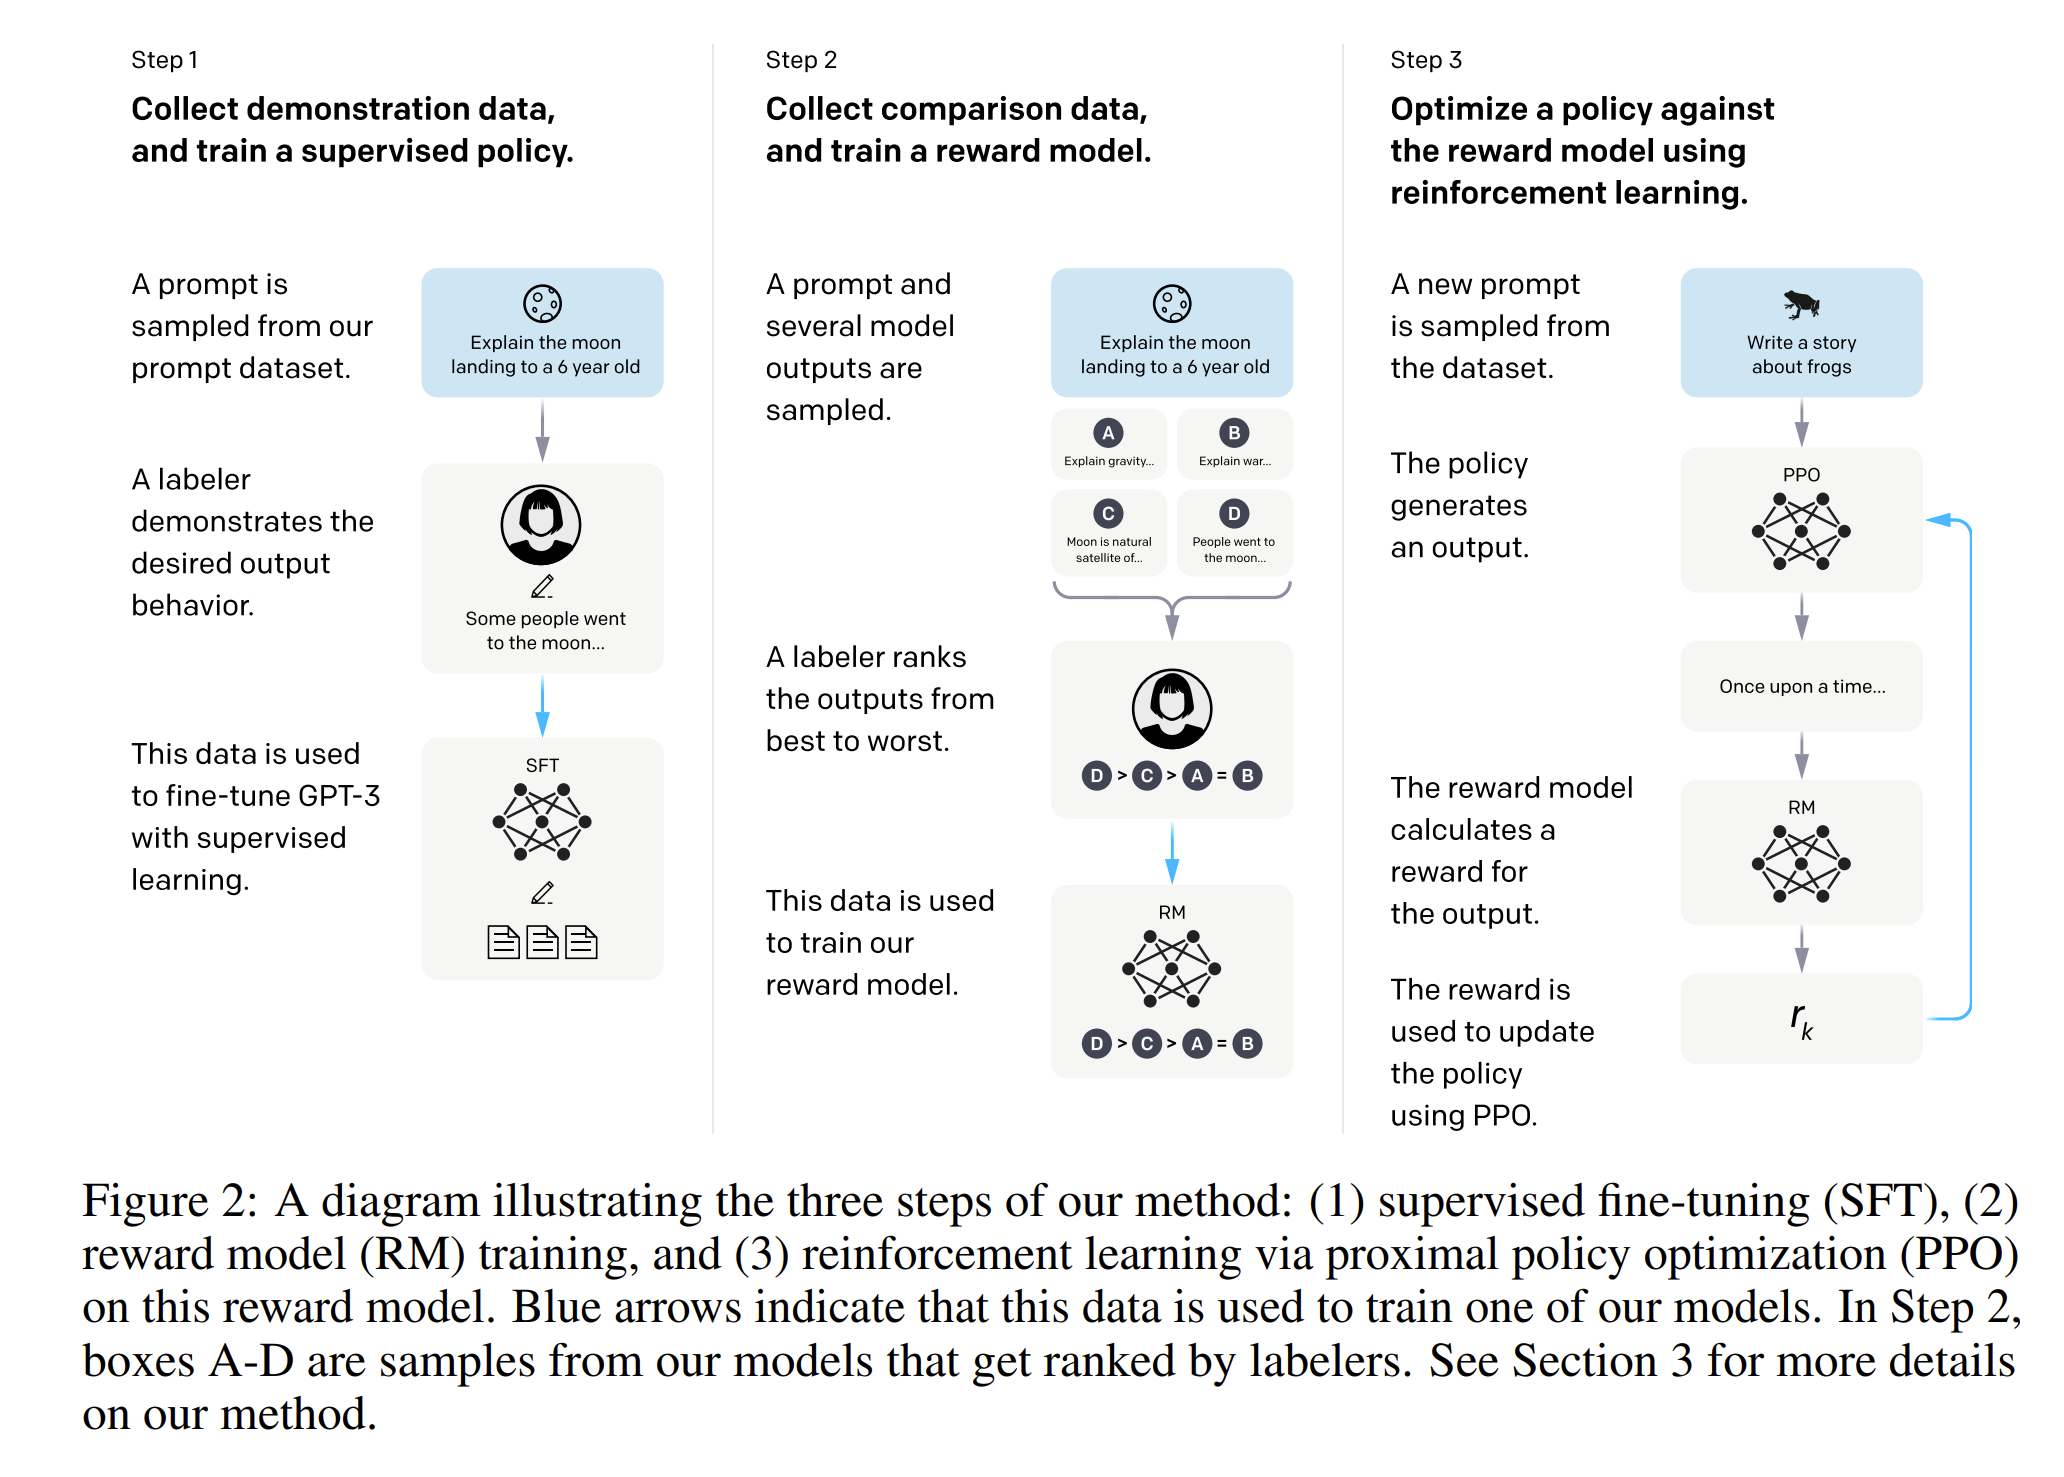 Step 1
Collect demonstration data,
and train a supervised policy.
A prompt is
sampled from our
prompt dataset.
Explain the moon
landing to a 6 year old
A labeler
demonstrates the
desired output
behavior.
Some people went
to the moon...
This data is used
to fine-tune GPT-3
with supervised
learning.
SFT
Step 2
Collect comparison data,
and train a reward model.
A prompt and
several model
outputs are
sampled.
Explain the moon
landing to a 6 year old
A
Explain gravity...
B
Explain war...
C
Moon is natural
satellite of...
D
People went to
the moon...
A labeler ranks
the outputs from
best to worst.
D > C > A = B
This data is used
to train our
reward model.
RM
D > C > A = B
Step 3
Optimize a policy against
the reward model using
reinforcement learning.
A new prompt
is sampled from
the dataset.
Write a story
about frogs
The policy
generates
an output.
PPO
Once upon a time...
The reward model
calculates a
reward for
the output.
RM
The reward is
used to update
the policy
using PPO.
rk
Figure 2: A diagram illustrating the three steps of our method: (1) supervised fine-tuning (SFT), (2)
reward model (RM) training, and (3) reinforcement learning via proximal policy optimization (PPO)
on this reward model. Blue arrows indicate that this data is used to train one of our models. In Step 2,
boxes A-D are samples from our models that get ranked by labelers. See Section 3 for more details
on our method.